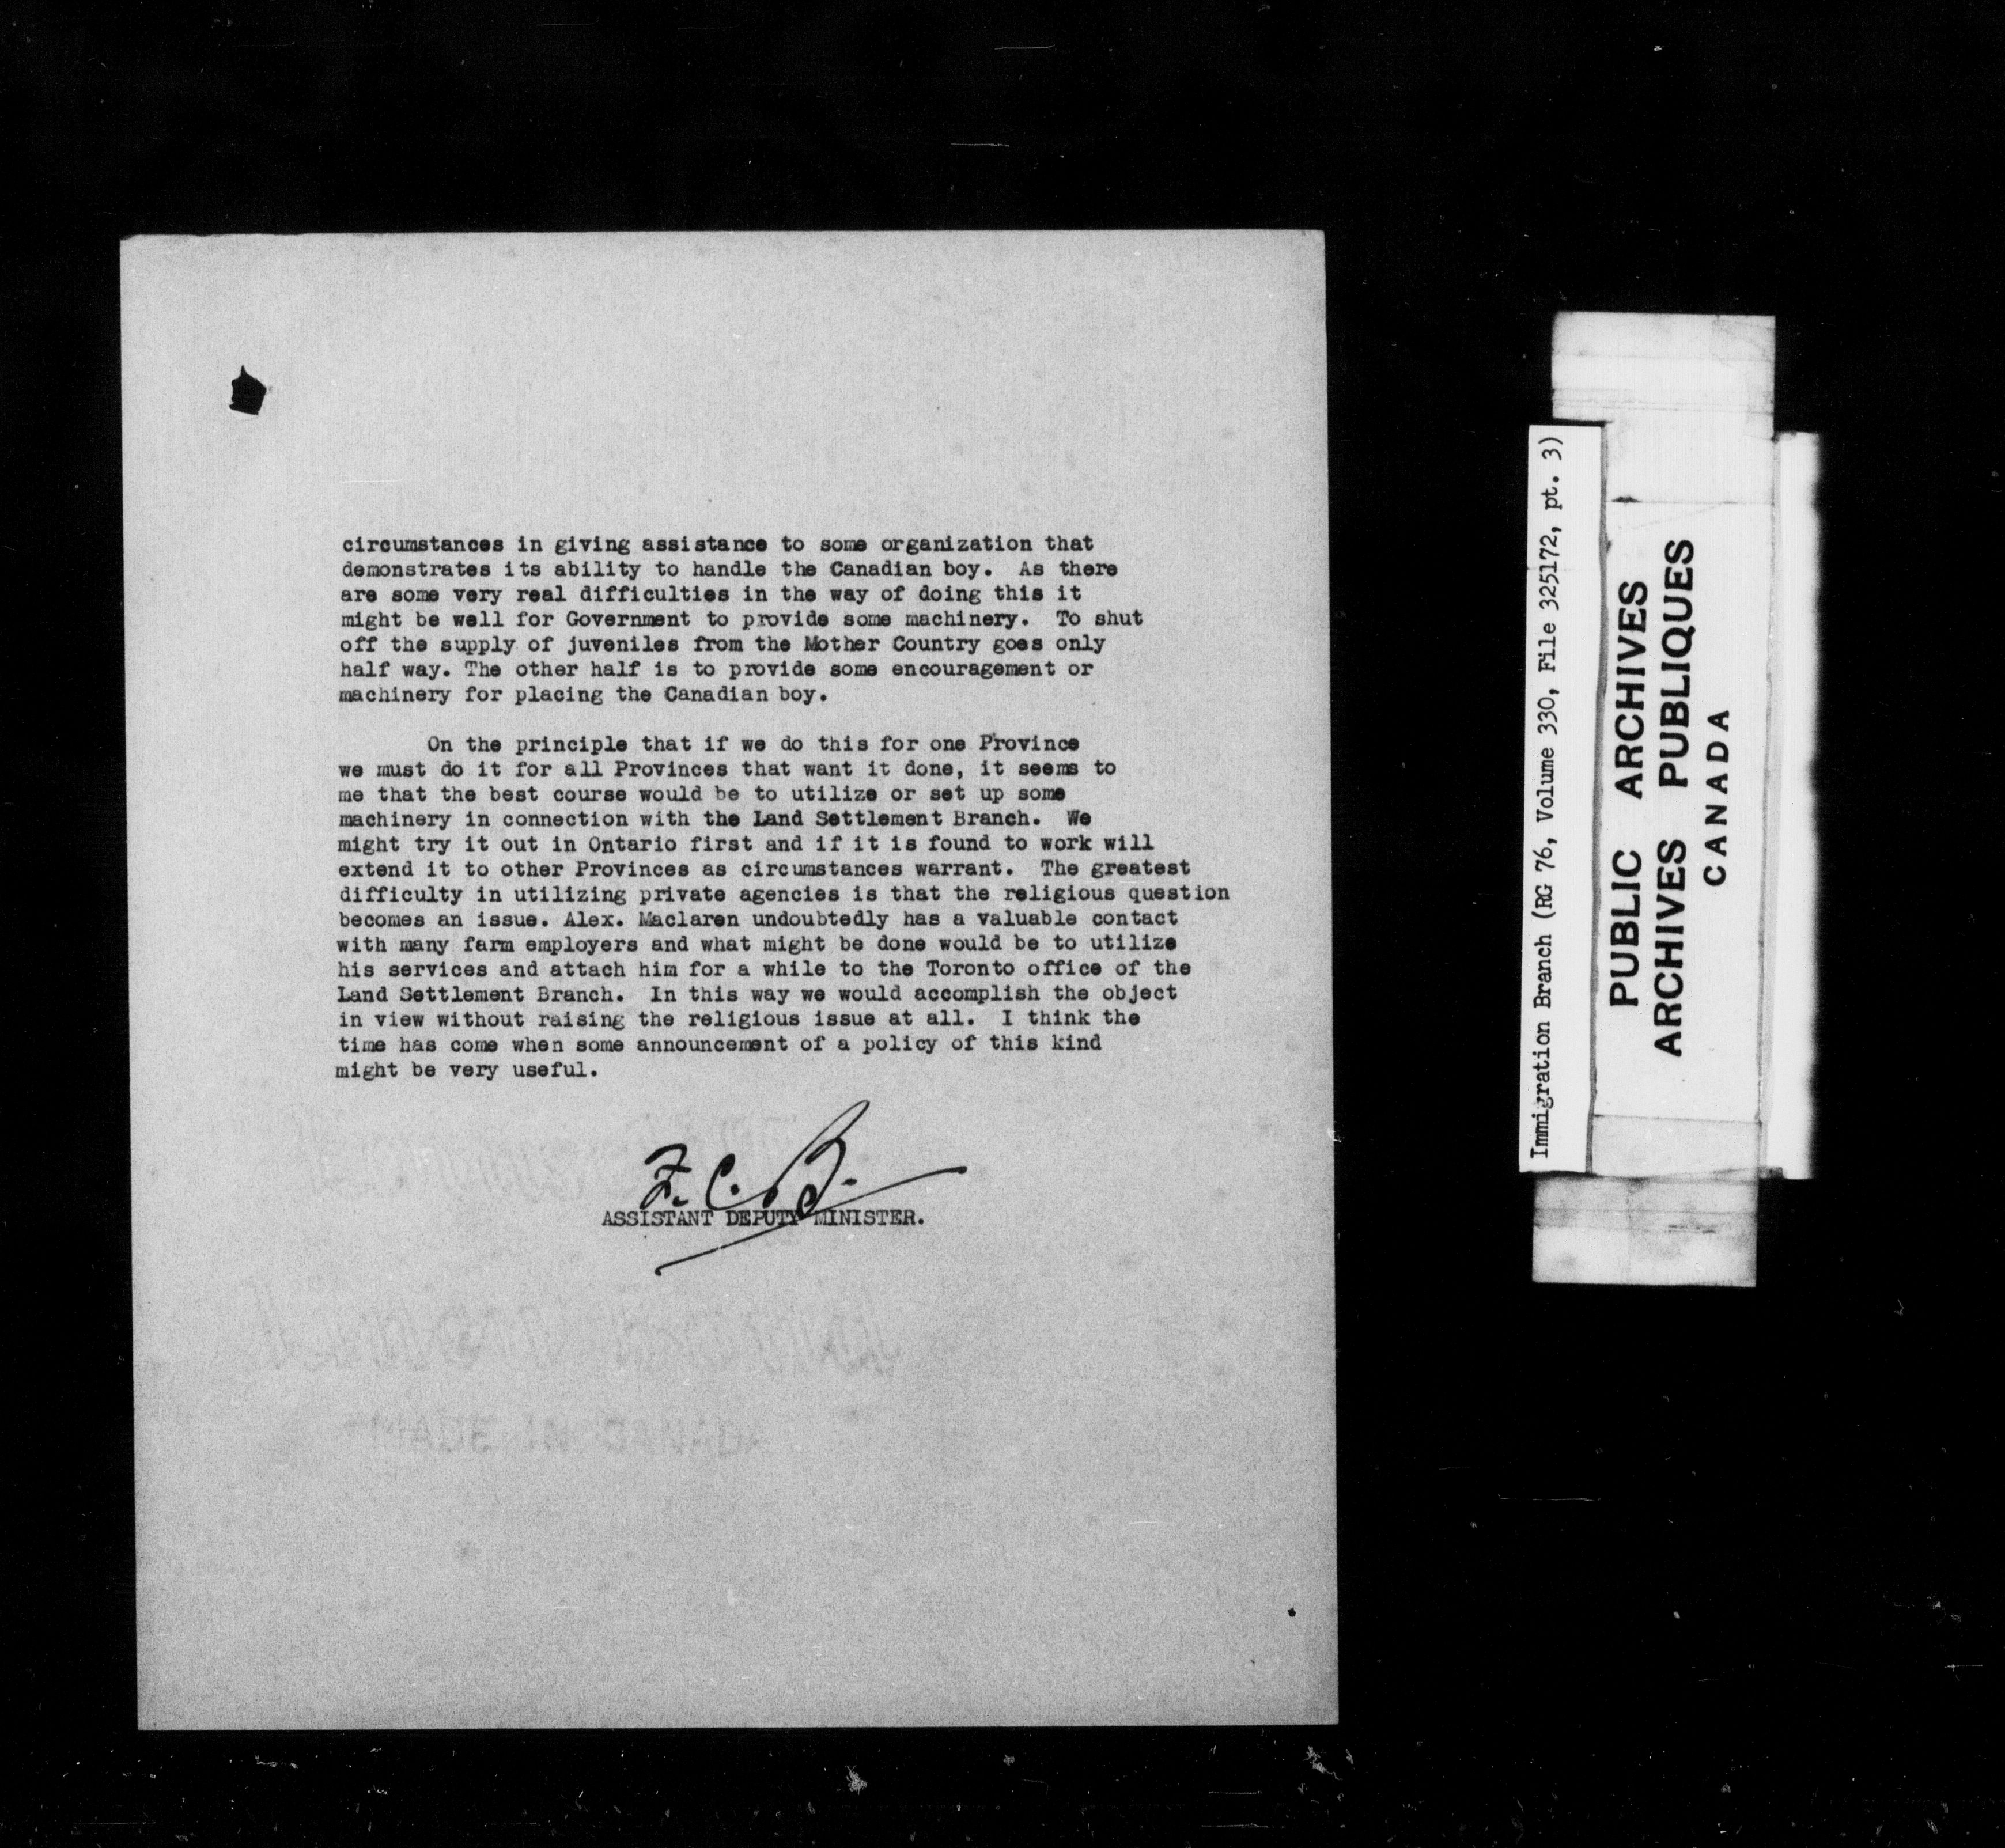 circumstances in giving assistance to some organization that
demonstrates its ability to handle the Canadian boy.  As there
are some very real difficulties in the way of doing this it
might be well for Government to provide some machinery.  To shut
off the supply of juveniles from the Mother Country goes only
half way. The other half is to provide some encouragement or
machinery for placing the Canadian boy.
On the principle that if we do this for one Province
we must do it for all Provinces that want it done, it seems to
me that the best course would be to utilize or set up some
machinery in connection with the Land Settlement Branch.  We
might try it out in Ontario first and if it is found to work will
extend it to other Provinces as circumstances warrant.  The greatest
difficulty in utilizing private agencies is that the religious question
becomes an issue. Alex. Maclaren undoubtedly has a valuable contact
with many farm employers and what might be done would be to utilize
his services and attach him for a while to the Toronto office of the
Land Settlement Branch.  In this way we would accomplish the object
in view without raising the religious issue at all.  I think the
time has come when some announcement of a policy of this kind
might be very useful.
F. C. B.
ASSISTANT DEPUTY MINISTER.
MADE IN CANADA
Immigration Branch (RG 76, Volume 330, File 325172, pt. 3)
PUBLIC ARCHIVES
ARCHIVES PUBLIQUES
CANADA